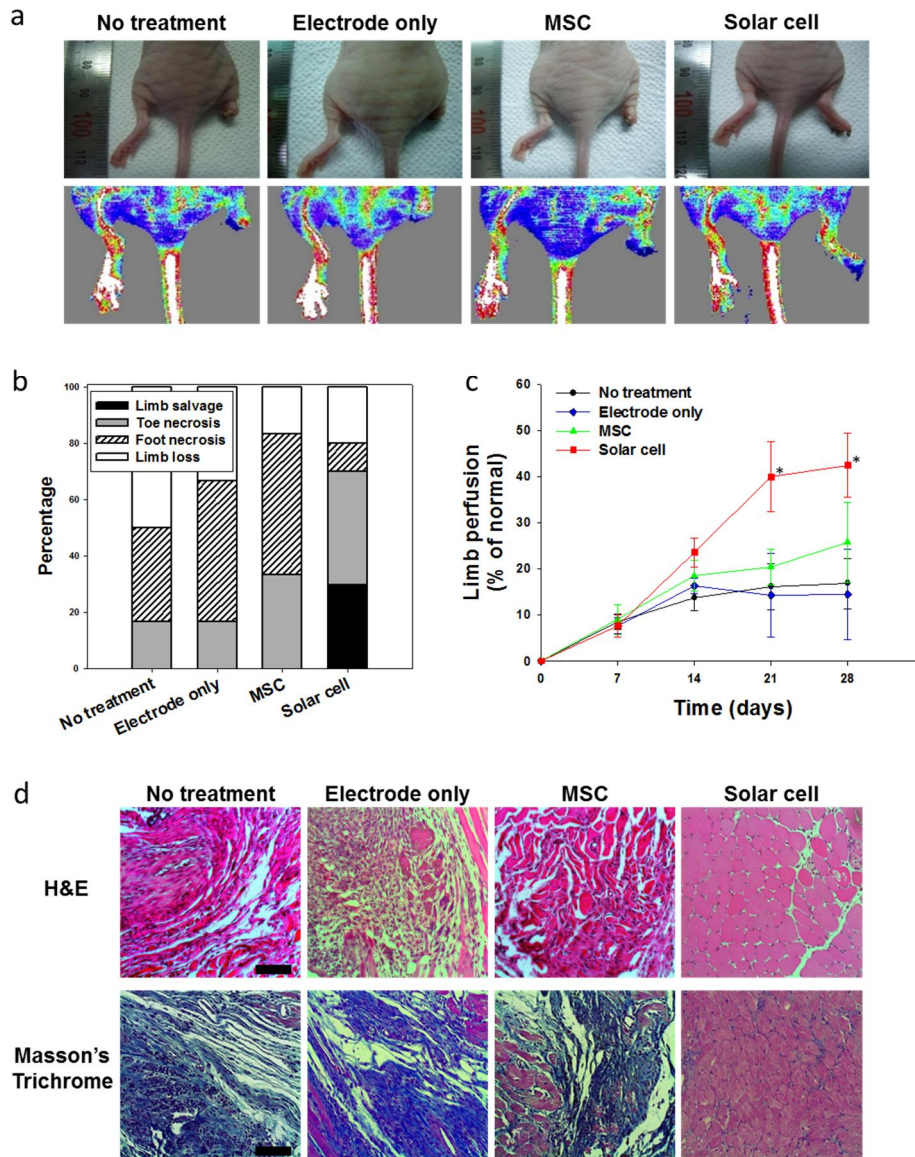 a
No treatment
Electrode only
MSC
Solar cell
b
100
80
60
40
20
0
Percentage
Limb salvage
Toe necrosis
Foot necrosis
Limb loss
No treatment
Electrode only
MSC
Solar cell
c
60
50
40
30
20
10
0
Limb perfusion
(% of normal)
No treatment
Electrode only
MSC
Solar cell
*
*
0 7 14 21 28
Time (days)
d
No treatment
Electrode only
MSC
Solar cell
H&E
Masson's
Trichrome